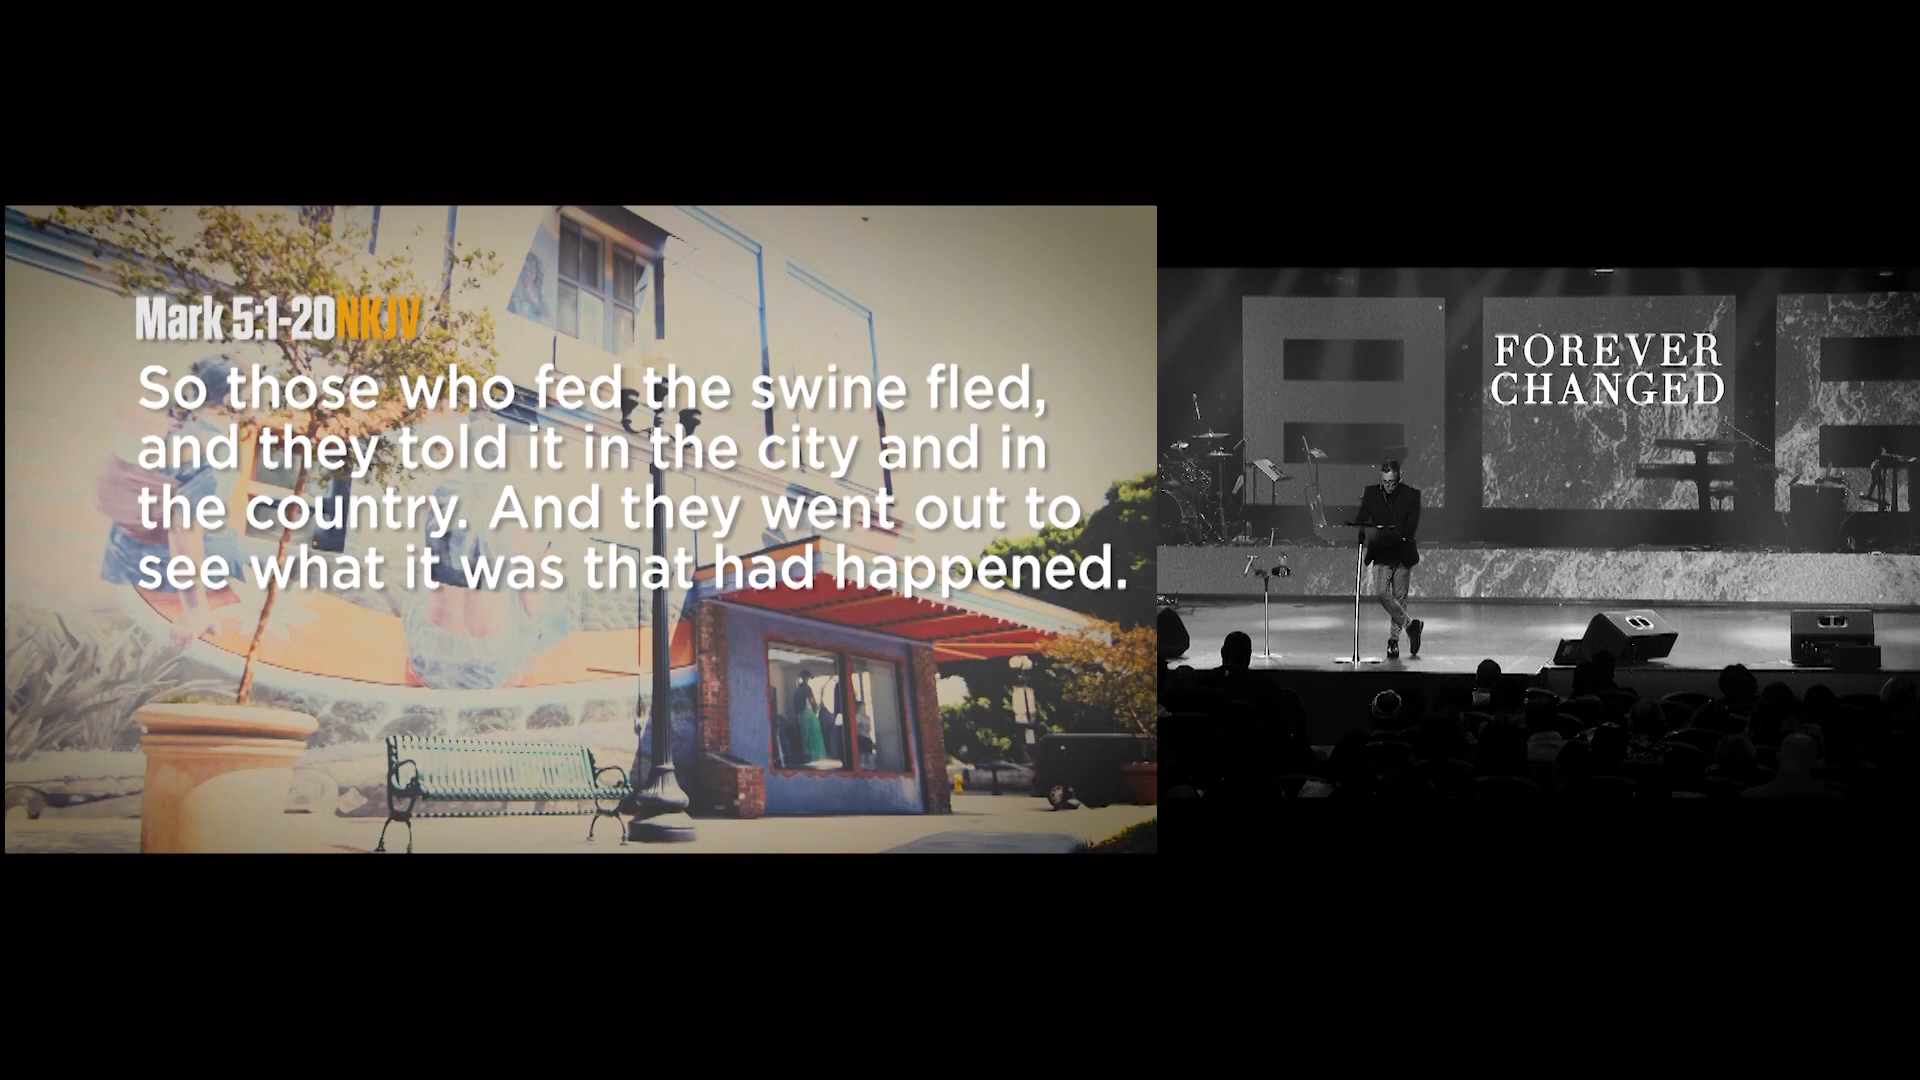 Mark 5:1-20NKJV
So those who fed the swine fled,
and they told it in the city and in
the country. And they went out to
see what it was that had happened.
FOREVER
CHANGED